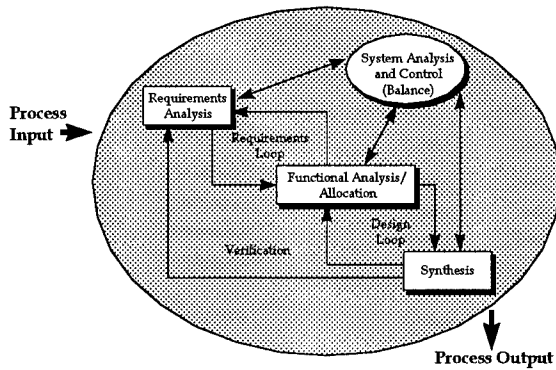 System Analysis
and Control
(Balance)
Requirements
Analysis
Process
Input
Requirements
Loop
Functional Analysis/
Allocation
Design
Loop
Verification
Synthesis
Process Output